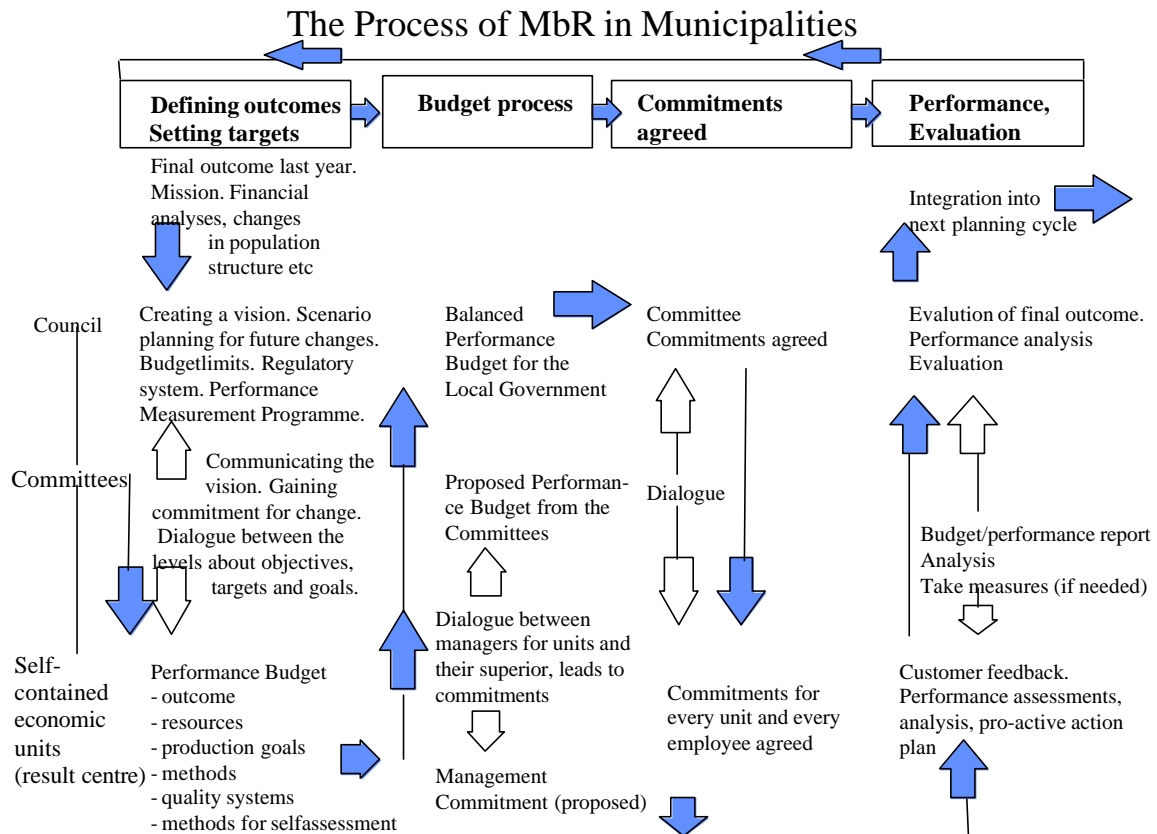 The Process of MbR in Municipalities
Defining outcomes
Setting targets
Budget process
Commitments
agreed
Performance,
Evaluation
Final outcome last year.
Mission. Financial
analyses, changes
in population
structure etc
Integration into
next planning cycle
Council
Creating a vision. Scenario
planning for future changes.
Budgetlimits. Regulatory
system. Performance
Measurement Programme.
Balanced
Performance
Budget for the
Local Government
Committee
Commitments agreed
Evalution of final outcome.
Performance analysis
Evaluation
Committees
Communicating the
vision. Gaining
commitment for change.
Dialogue between the
levels about objectives,
targets and goals.
Proposed Performan-
ce Budget from the
Committees
Dialogue
Budget/performance report
Analysis
Take measures (if needed)
Dialogue between
managers for units and
their superior, leads to
commitments
Self-
contained
economic
units
(result centre)
Performance Budget
- outcome
- resources
- production goals
- methods
- quality systems
- methods for selfassessment
Management
Commitment (proposed)
Commitments for
every unit and every
employee agreed
Customer feedback.
Performance assessments,
analysis, pro-active action
plan